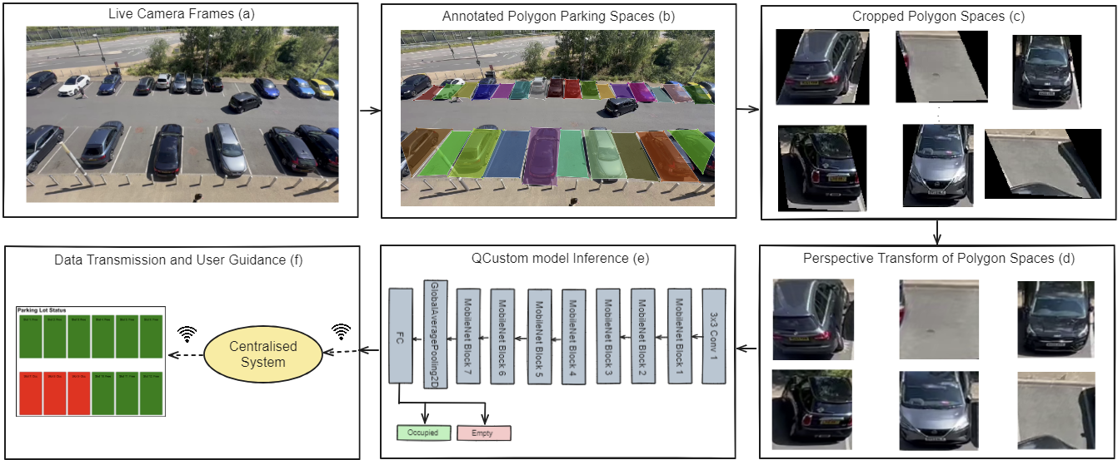 Live Camera Frames (a)
Annotated Polygon Parking Spaces (b)
Cropped Polygon Spaces (c)
Data Transmission and User Guidance (f)
Parking Lot Status
Centralised
System
QCustom model Inference (e)
FC
GlobalAveragePooling2D
MobileNet Block 7
MobileNet Block 6
MobileNet Block 5
MobileNet Block 4
MobileNet Block 3
MobileNet Block 2
MobileNet Block 1
3x3 Conv 1
Occupied
Empty
Perspective Transform of Polygon Spaces (d)